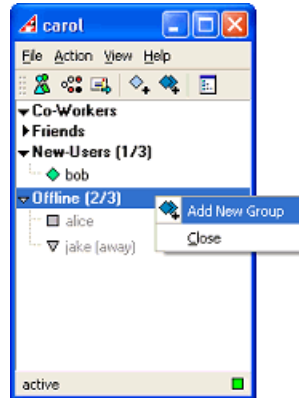 carol
File Action View Help
Co-Workers
Friends
New-Users (1/3)
bob
Offline (2/3)
Add New Group
alice
Close
jake (away)
active